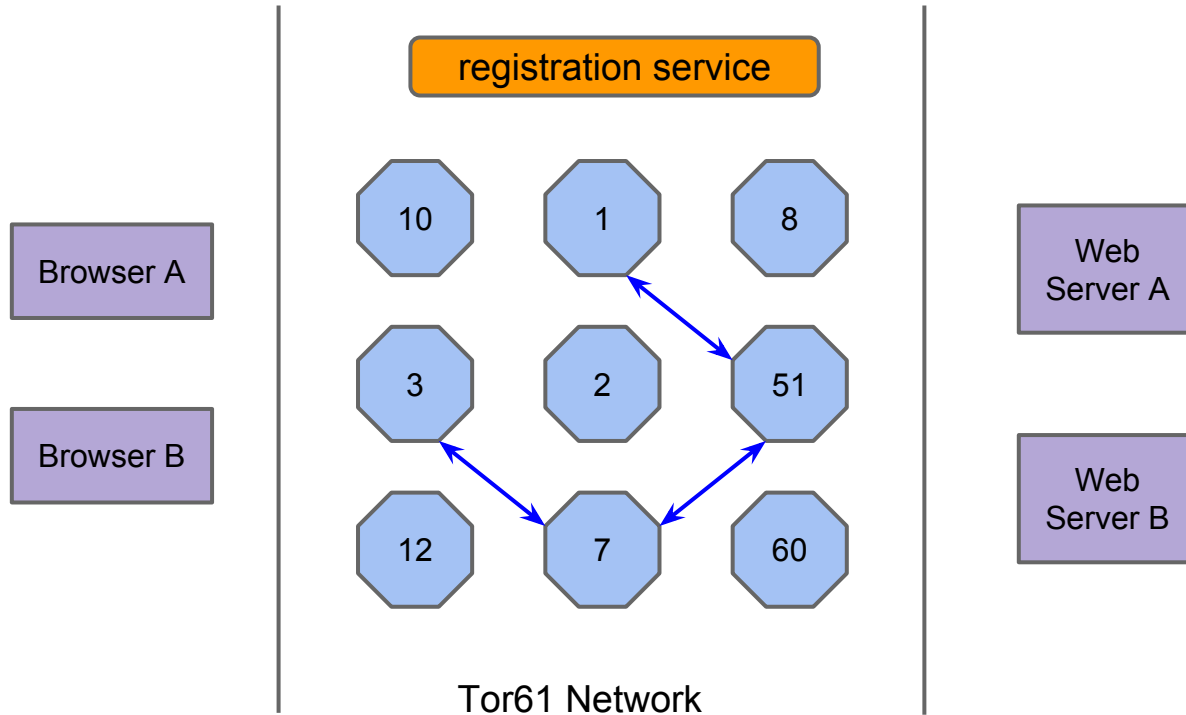 registration service
10
1
8
Browser A
Web
Server A
3
2
51
Browser B
Web
Server B
12
7
60
Tor61 Network